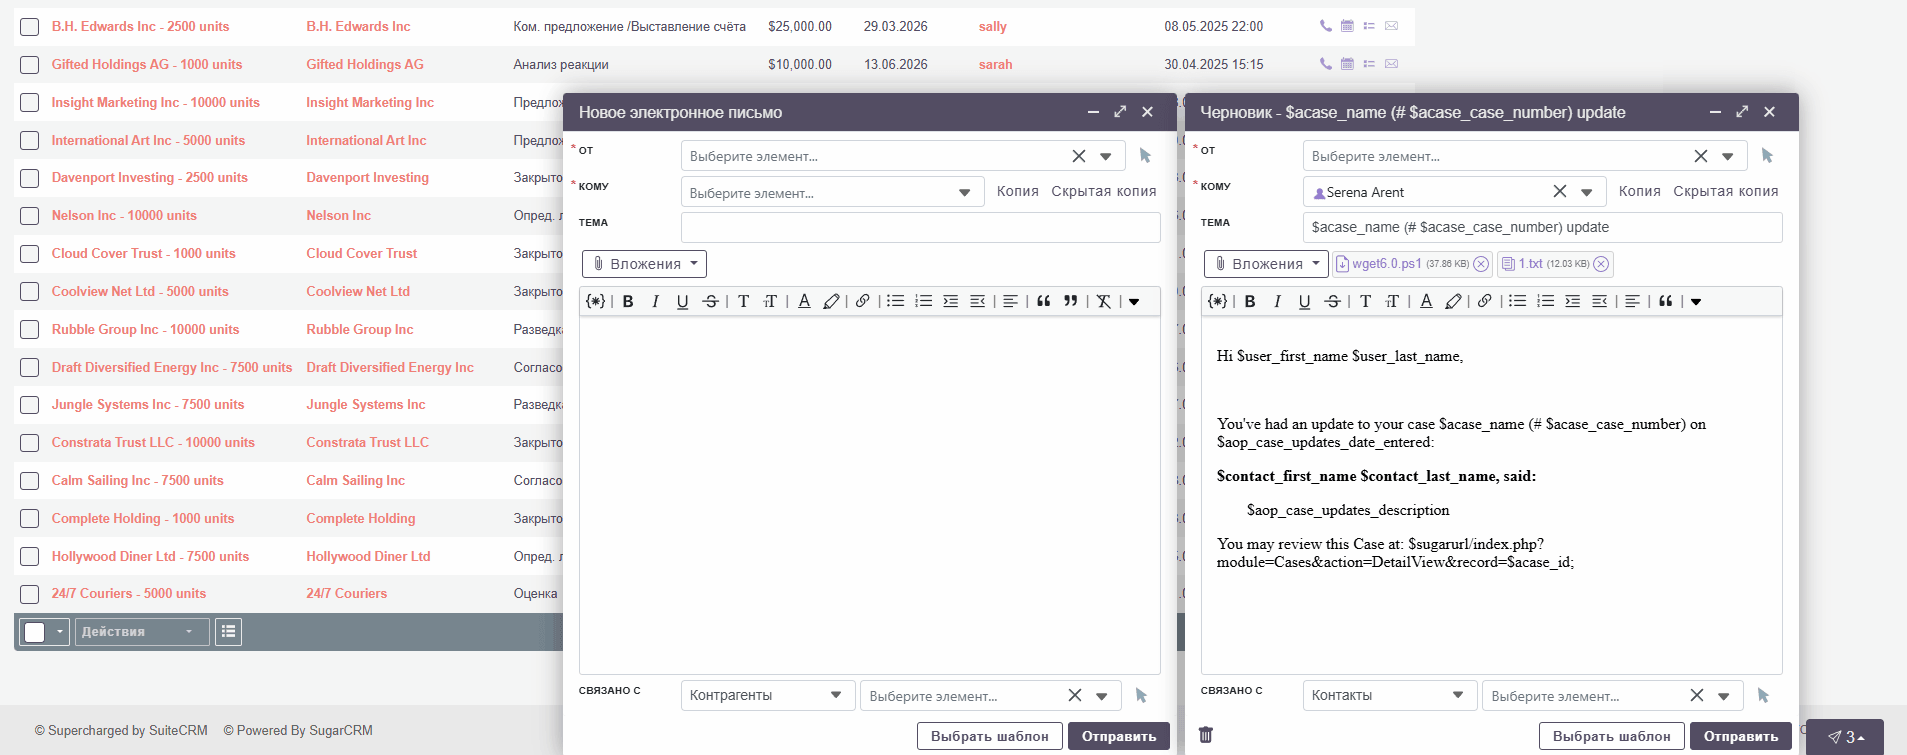 B.H. Edwards Inc - 2500 units B.H. Edwards Inc Ком. предложение /Выставление счёта $25,000.00 29.03.2026 sally 08.05.2025 22:00
Gifted Holdings AG - 1000 units Gifted Holdings AG Анализ реакции $10,000.00 13.06.2026 sarah 30.04.2025 15:15
Insight Marketing Inc - 10000 units Insight Marketing Inc
International Art Inc - 5000 units International Art Inc
Davenport Investing - 2500 units Davenport Investing Закрыто
Nelson Inc - 10000 units Nelson Inc Опред.
Cloud Cover Trust - 1000 units Cloud Cover Trust Закрыто
Coolview Net Ltd - 5000 units Coolview Net Ltd Закрыто
Rubble Group Inc - 10000 units Rubble Group Inc Разведк
Draft Diversified Energy Inc - 7500 units Draft Diversified Energy Inc Согласо
Jungle Systems Inc - 7500 units Jungle Systems Inc Разведк
Constrata Trust LLC - 10000 units Constrata Trust LLC Закрыто
Calm Sailing Inc - 7500 units Calm Sailing Inc Согласо
Complete Holding - 1000 units Complete Holding Закрыто
Hollywood Diner Ltd - 7500 units Hollywood Diner Ltd Опред.
24/7 Couriers - 5000 units 24/7 Couriers Оценка
Действия
© Supercharged by SuiteCRM © Powered By SugarCRM
Новое электронное письмо
* ОТ Выберите элемент...
* КОМУ Выберите элемент... Копия Скрытая копия
ТЕМА
Вложения
СВЯЗАНО С Контрагенты Выберите элемент...
Выбрать шаблон Отправить
Черновик - $acase_name (# $acase_case_number) update
* ОТ Выберите элемент...
* КОМУ Serena Arent Копия Скрытая копия
ТЕМА $acase_name (# $acase_case_number) update
Вложения wget6.0.ps1 (37.86 KB) 1.txt (12.03 KB)
Hi $user_first_name $user_last_name,
You've had an update to your case $acase_name (# $acase_case_number) on
$aop_case_updates_date_entered:
$contact_first_name $contact_last_name, said:
$aop_case_updates_description
You may review this Case at: $sugarurl/index.php?
module=Cases&action=DetailView&record=$acase_id;
СВЯЗАНО С Контакты Выберите элемент...
Выбрать шаблон Отправить
3